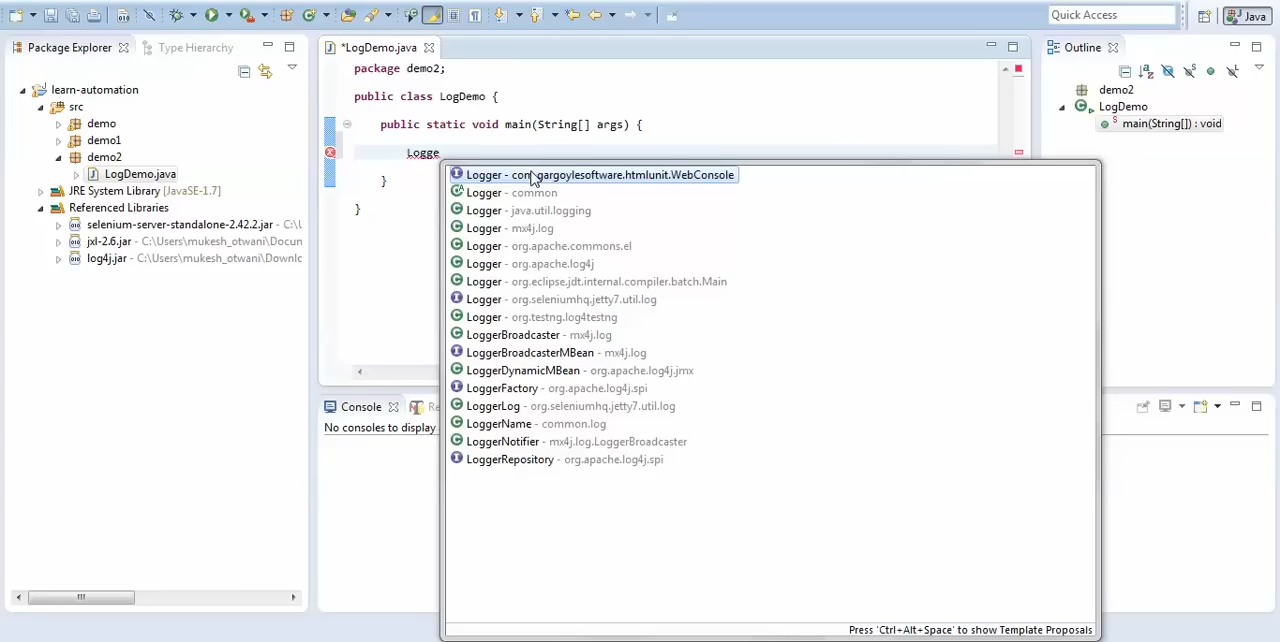 Quick Access
Java
Package Explorer
Type Hierarchy
learn-automation
src
demo
demo1
demo2
LogDemo.java
JRE System Library [JavaSE-1.7]
Referenced Libraries
selenium-server-standalone-2.42.2.jar - C:\U
jxl-2.6.jar - C:\Users\mukesh_otwani\Docun
log4j.jar - C:\Users\mukesh_otwani\Downlc
*LogDemo.java
package demo2;
public class LogDemo {
public static void main(String[] args) {
Logge
}
}
Logger - com.gargoylesoftware.htmlunit.WebConsole
Logger - common
Logger - java.util.logging
Logger - mx4j.log
Logger - org.apache.commons.el
Logger - org.apache.log4j
Logger - org.eclipse.jdt.internal.compiler.batch.Main
Logger - org.seleniumhq.jetty7.util.log
Logger - org.testng.log4testng
LoggerBroadcaster - mx4j.log
LoggerBroadcasterMBean - mx4j.log
LoggerDynamicMBean - org.apache.log4j.jmx
LoggerFactory - org.apache.log4j.spi
LoggerLog - org.seleniumhq.jetty7.util.log
LoggerName - common.log
LoggerNotifier - mx4j.log.LoggerBroadcaster
LoggerRepository - org.apache.log4j.spi
Press 'Ctrl+Alt+Space' to show Template Proposals
Outline
demo2
LogDemo
main(String[]) : void
Console
Re
No consoles to display